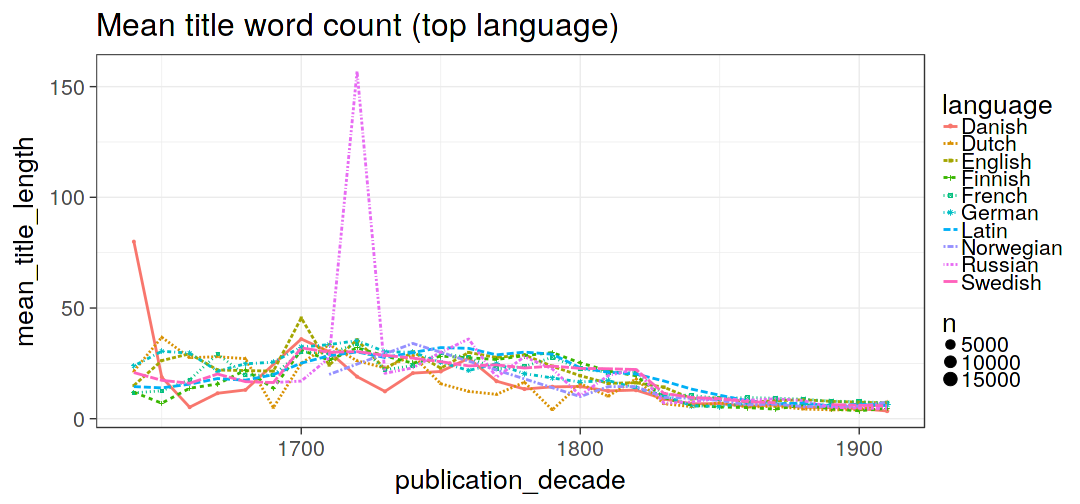 Mean title word count (top language)
mean_title_length
150
100
50
0
1700
1800
1900
publication_decade
language
Danish
Dutch
English
Finnish
French
German
Latin
Norwegian
Russian
Swedish
n
5000
10000
15000